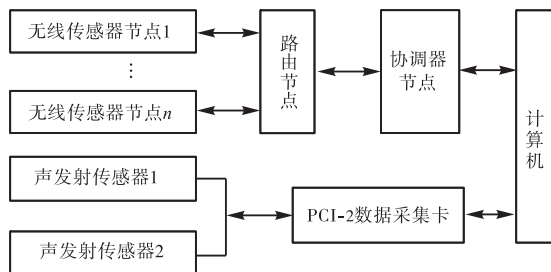 无线传感器节点1
⋮
无线传感器节点n
路由节点
协调器
节点
计算机
声发射传感器1
声发射传感器2
PCI-2数据采集卡